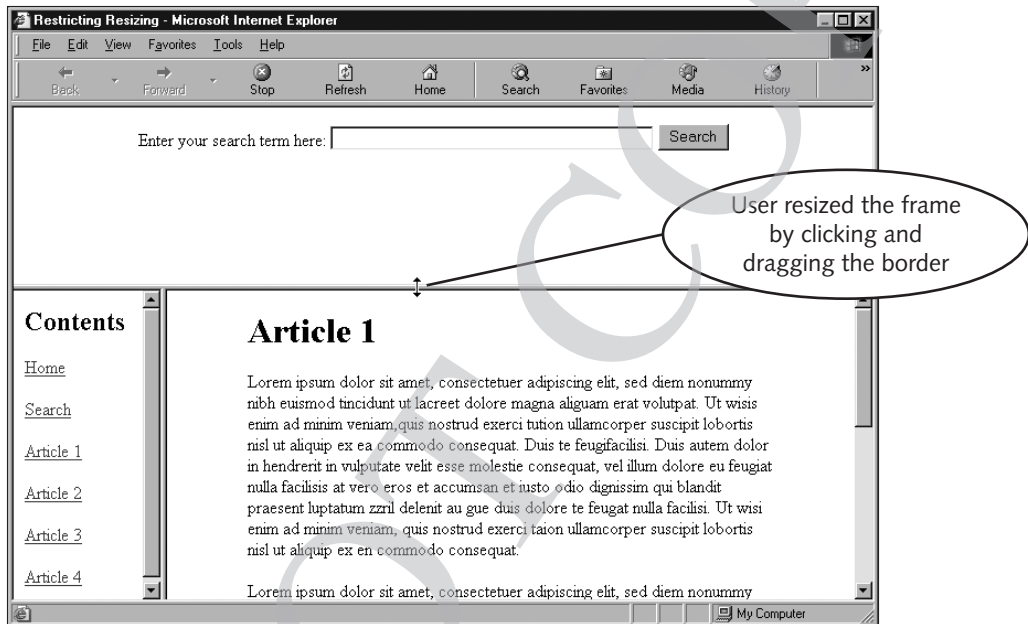 Restricting Resizing - Microsoft Internet Explorer
File Edit View Favorites Tools Help
Back Forward Stop Refresh Home Search Favorites Media History »
Enter your search term here: Search
User resized the frame
by clicking and
dragging the border
Contents
Home
Search
Article 1
Article 2
Article 3
Article 4
Article 1
Lorem ipsum dolor sit amet, consectetuer adipiscing elit, sed diem nonummy
nibh euismod tincidunt ut lacreet dolore magna aliguam erat volutpat. Ut wisis
enim ad minim veniam,quis nostrud exerci tution ullamcorper suscipit lobortis
nisl ut aliquip ex ea commodo consequat. Duis te feugifacilisi. Duis autem dolor
in hendrerit in vulputate velit esse molestie consequat, vel illum dolore eu feugiat
nulla facilisis at vero eros et accumsan et iusto odio dignissim qui blandit
praesent luptatum zzril delenit au gue duis dolore te feugat nulla facilisi. Ut wisi
enim ad minim veniam, quis nostrud exerci taion ullamcorper suscipit lobortis
nisl ut aliquip ex en commodo consequat.
Lorem ipsum dolor sit amet, consectetuer adipiscing elit, sed diem nonummy
My Computer